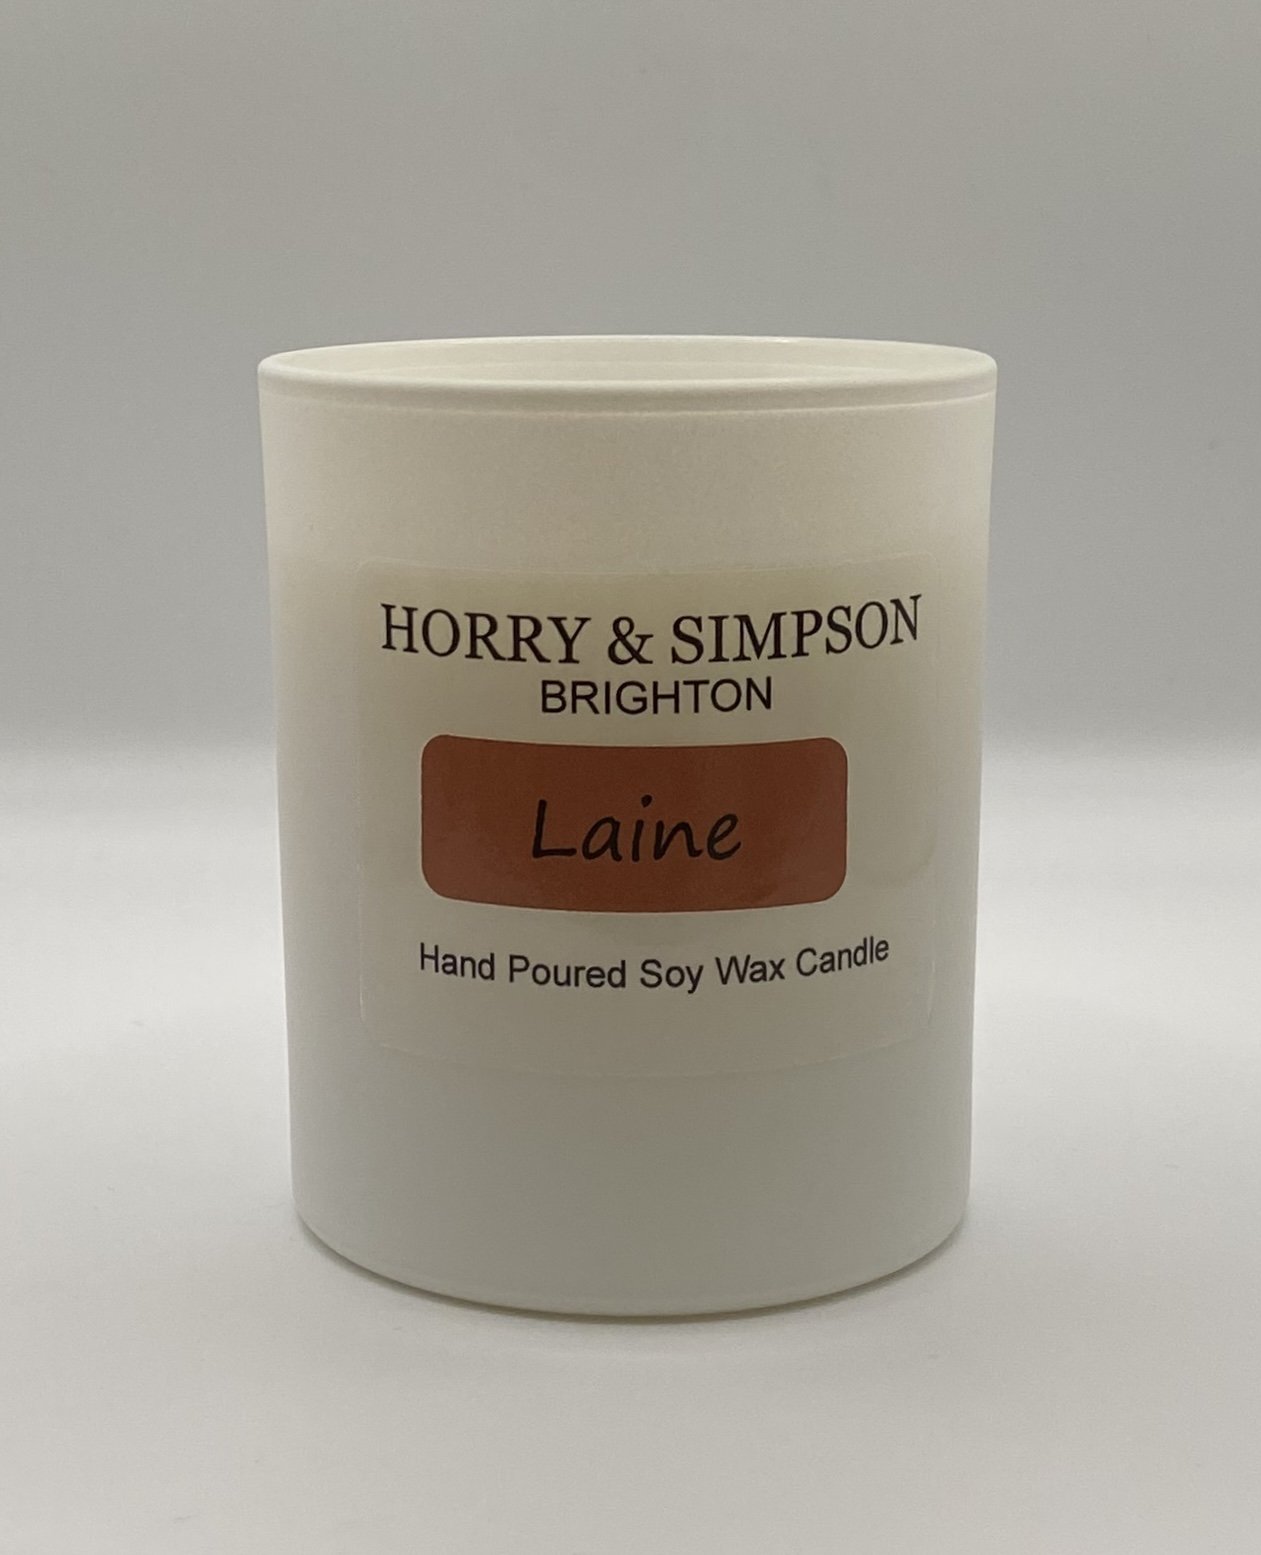 HORRY & SIMPSON
BRIGHTON
Laine
Hand Poured Soy Wax Candle